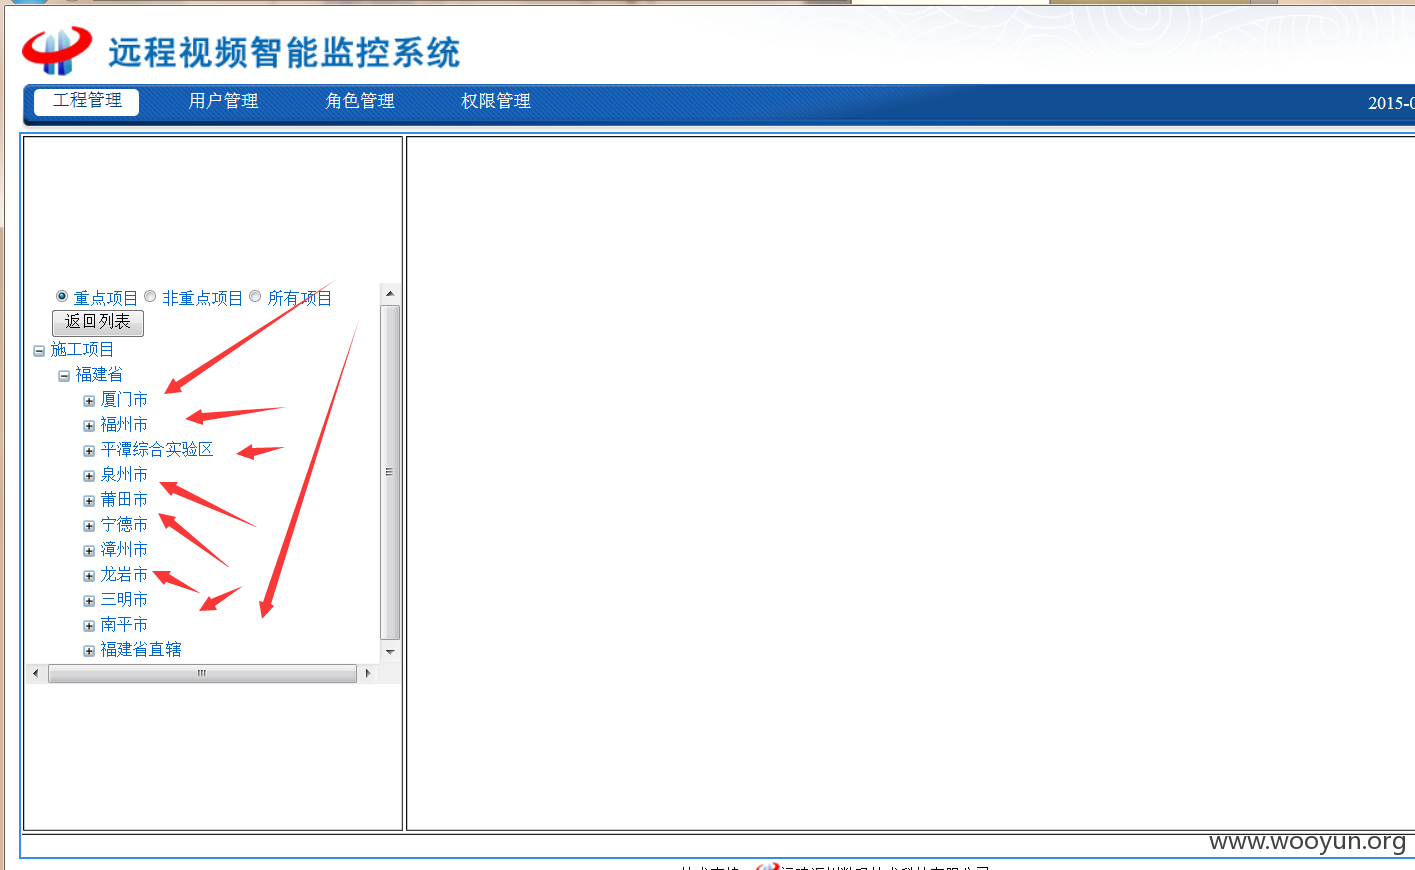 远程视频智能监控系统
工程管理 用户管理 角色管理 权限管理 2015-0
重点项目 非重点项目 所有项目
返回列表
施工项目
福建省
厦门市
福州市
平潭综合实验区
泉州市
莆田市
宁德市
漳州市
龙岩市
三明市
南平市
福建省直辖
www.wooyun.org